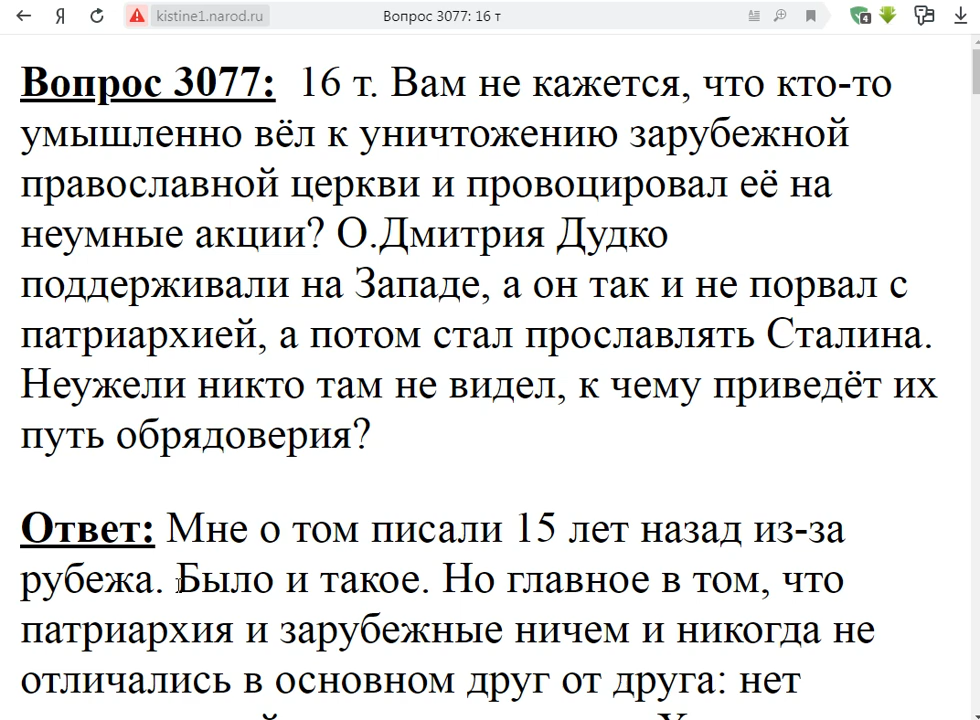 kistine1.narod.ru
Вопрос 3077: 16 т
4
Вопрос 3077: 16 т. Вам не кажется, что кто-то
умышленно вёл к уничтожению зарубежной
православной церкви и провоцировал её на
неумные акции? О.Дмитрия Дудко
поддерживали на Западе, а он так и не порвал с
патриархией, а потом стал прославлять Сталина.
Неужели никто там не видел, к чему приведёт их
путь обрядоверия?
Ответ: Мне о том писали 15 лет назад из-за
рубежа. Было и такое. Но главное в том, что
патриархия и зарубежные ничем и никогда не
отличались в основном друг от друга: нет